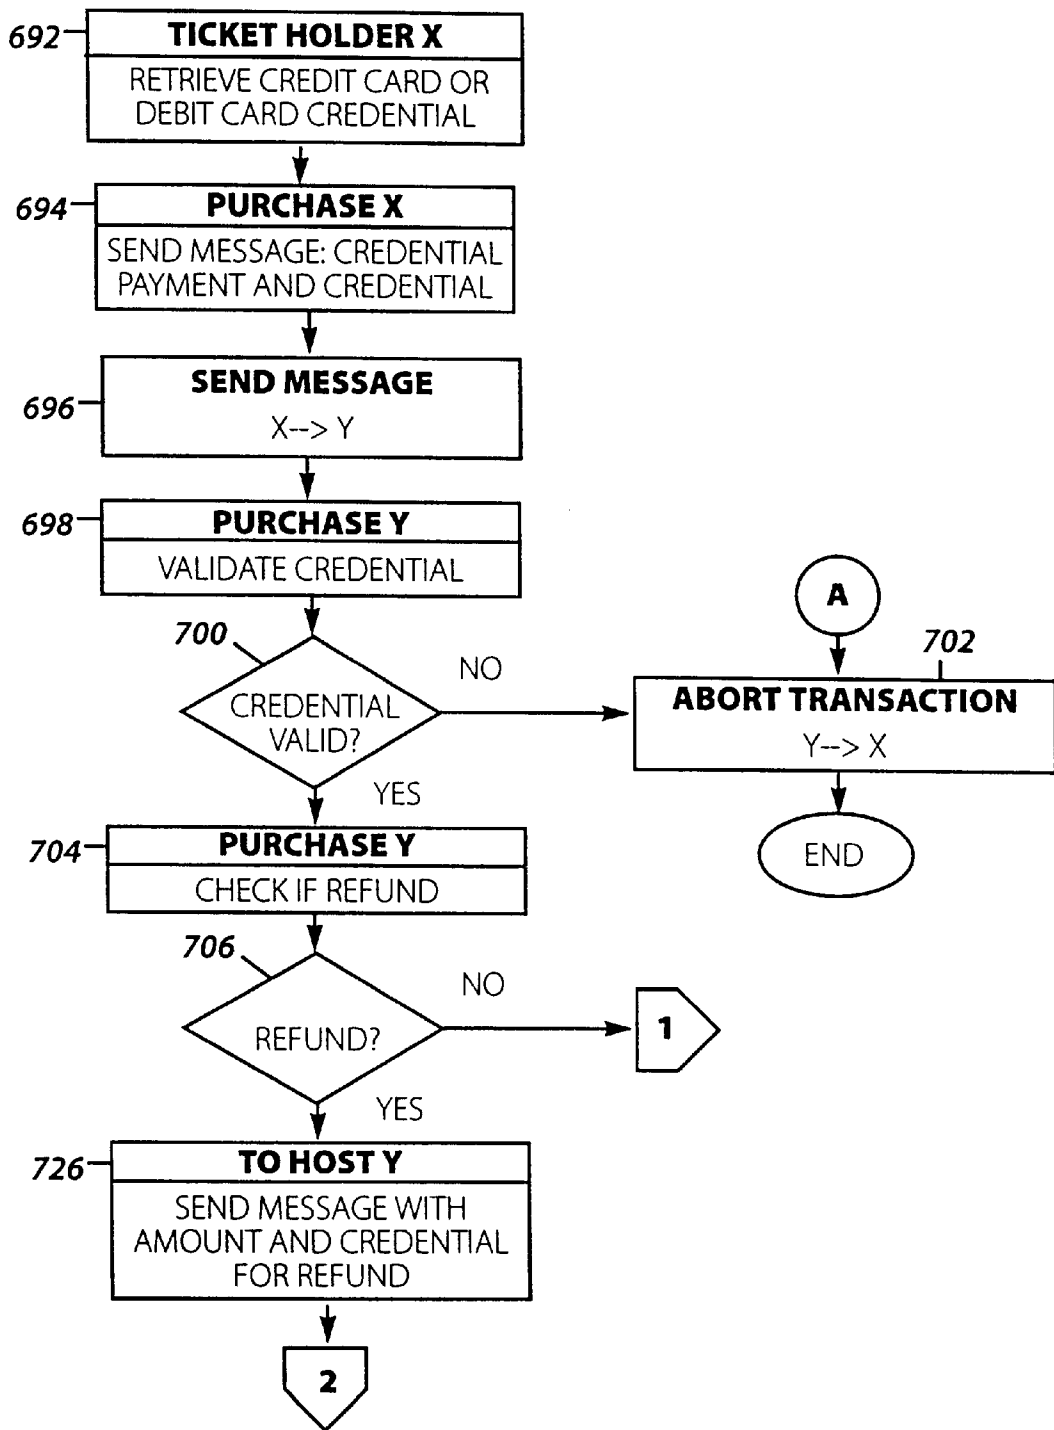 692
TICKET HOLDER X
RETRIEVE CREDIT CARD OR
DEBIT CARD CREDENTIAL
694
PURCHASE X
SEND MESSAGE: CREDENTIAL
PAYMENT AND CREDENTIAL
696
SEND MESSAGE
X--> Y
698
PURCHASE Y
VALIDATE CREDENTIAL
700
CREDENTIAL
VALID?
NO
YES
A
702
ABORT TRANSACTION
Y--> X
END
704
PURCHASE Y
CHECK IF REFUND
706
REFUND?
NO
1
YES
726
TO HOST Y
SEND MESSAGE WITH
AMOUNT AND CREDENTIAL
FOR REFUND
2